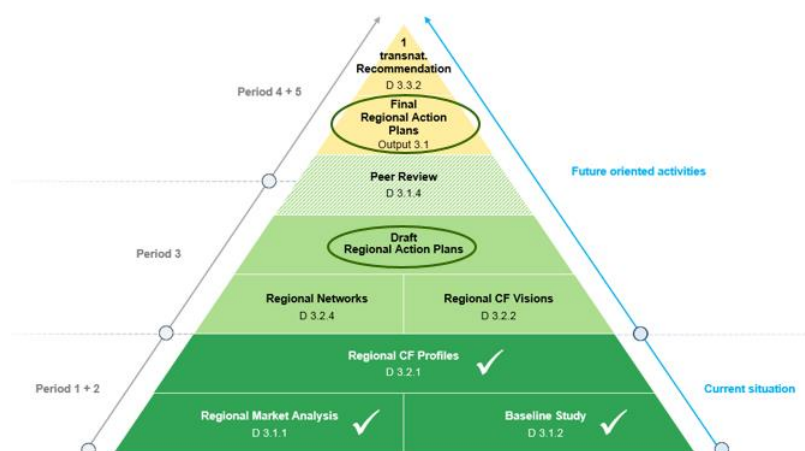 1
transnat.
Recommendation
D 3.3.2
Period 4 + 5
Final
Regional Action
Plans
Output 3.1
Peer Review
D 3.1.4
Future oriented activities
Draft
Regional Action Plans
Period 3
Regional Networks
D 3.2.4
Regional CF Visions
D 3.2.2
Regional CF Profiles
D 3.2.1
Period 1 + 2
Current situation
Regional Market Analysis
D 3.1.1
Baseline Study
D 3.1.2